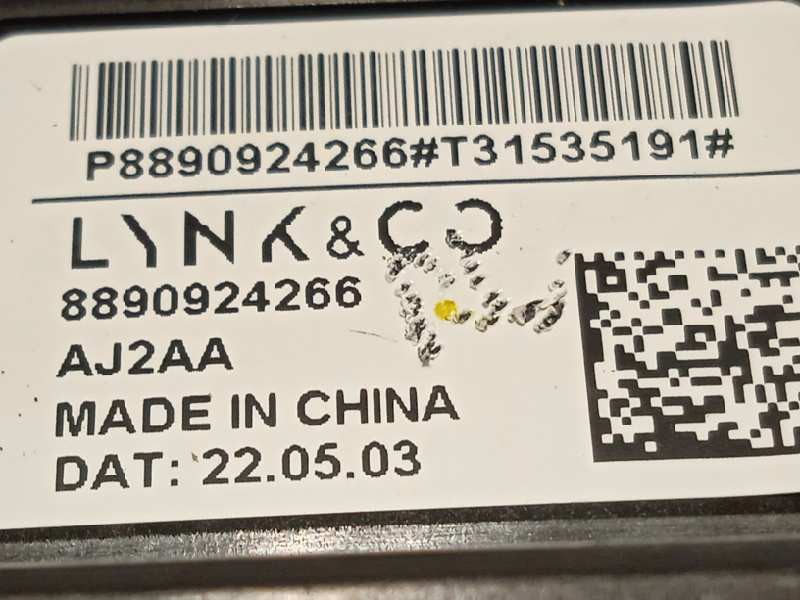 P8890924266#T31535191#
LYNK & CO
8890924266
AJ2AA
MADE IN CHINA
DAT: 22.05.03